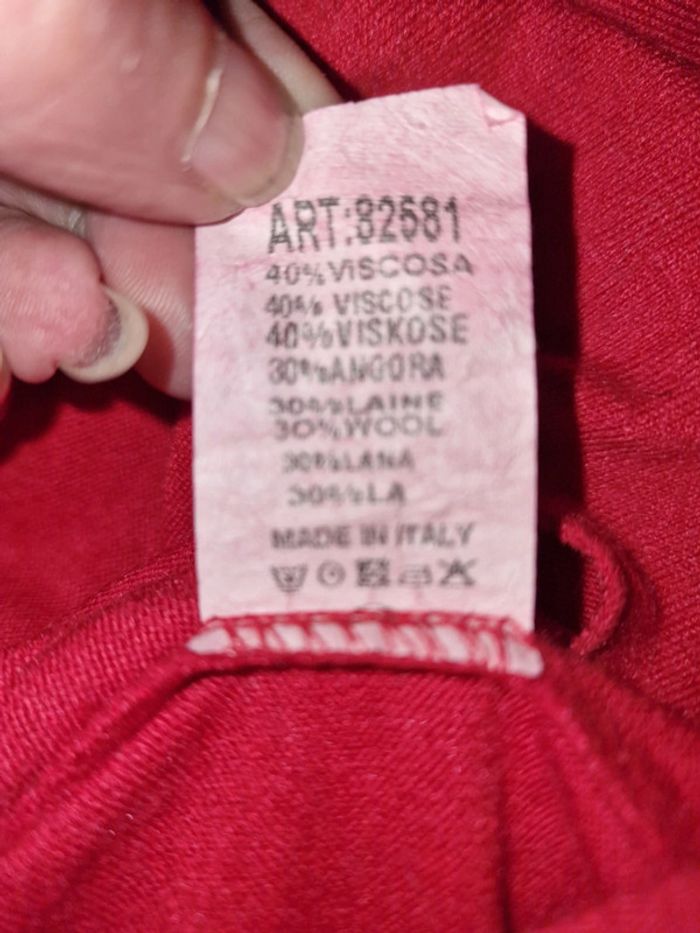 ART:82581
40%VISCOSA
40% VISCOSE
40%VISKOSE
30%ANGORA
30%LAINE
30%WOOL
30%LANA
30%LA
MADE IN ITALY